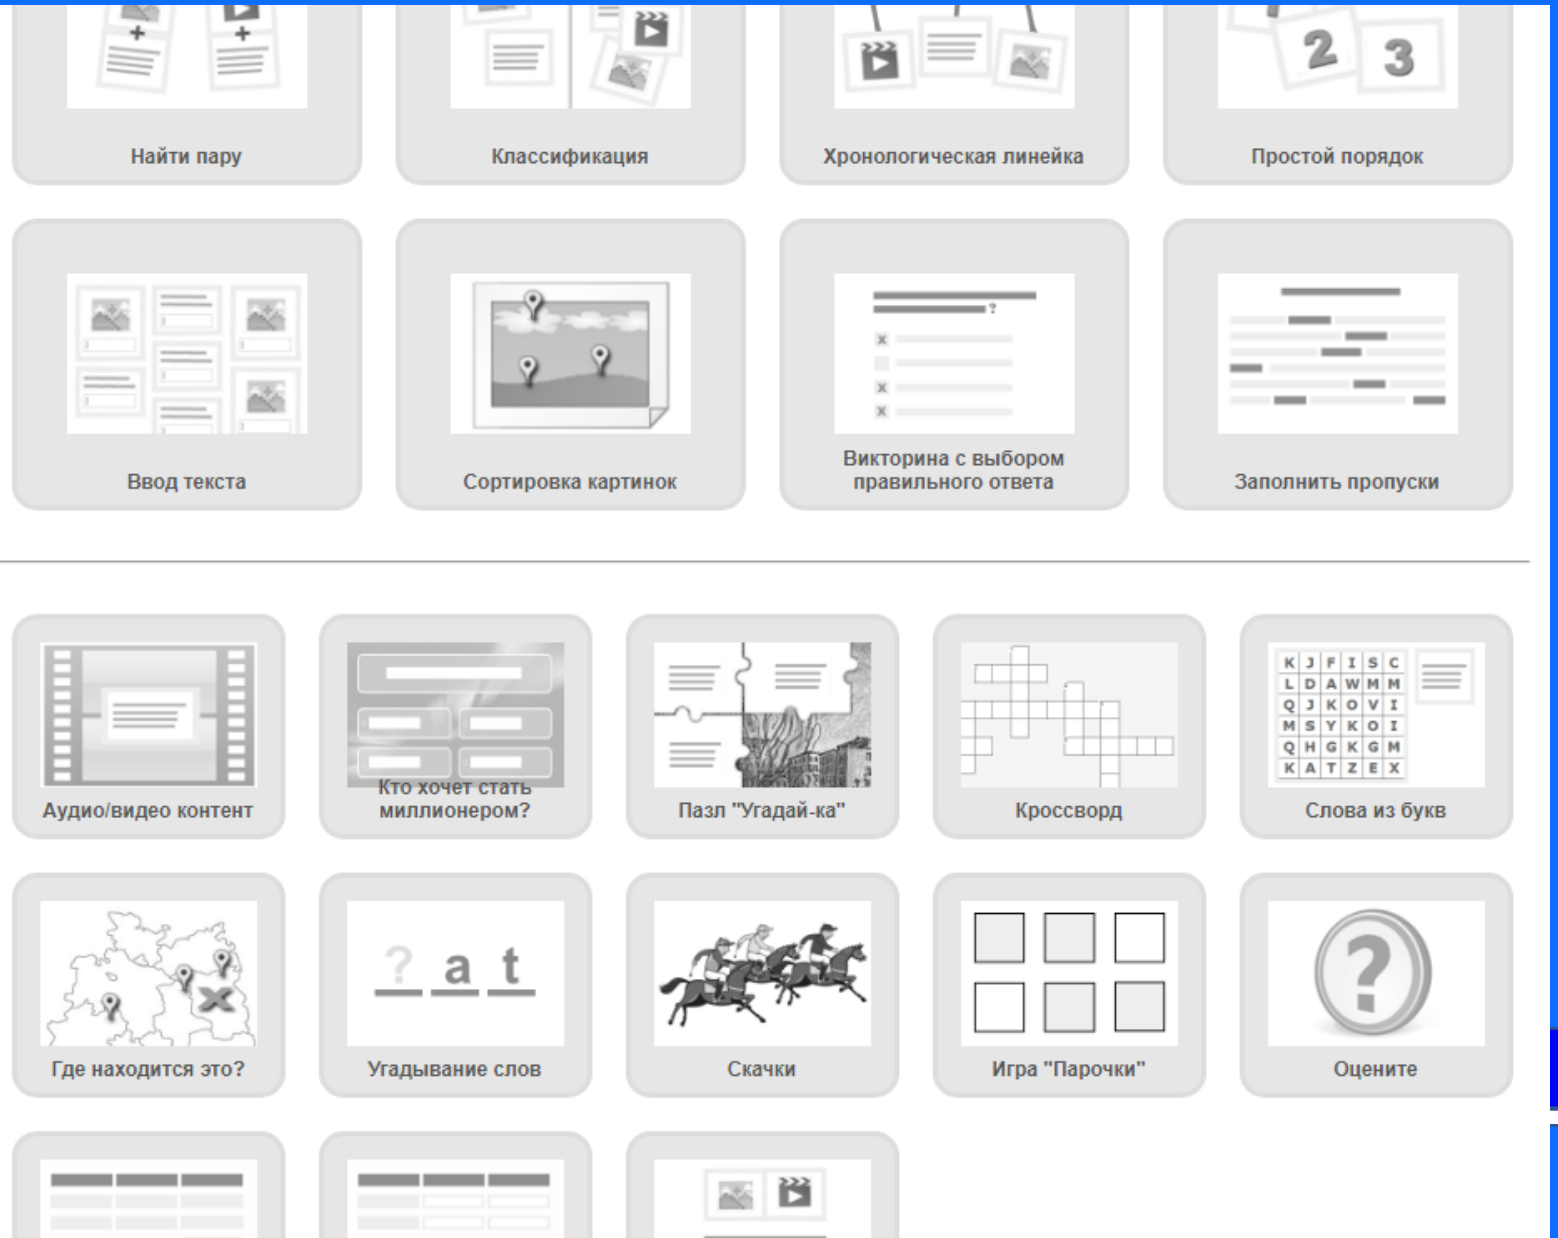 2
3
Найти пару
Классификация
Хронологическая линейка
Простой порядок
?
X
X
X
Ввод текста
Сортировка картинок
Викторина с выбором
правильного ответа
Заполнить пропуски
K J F I S C
L D A W M M
Q J K O V I
M S Y K O I
Q H G K G M
K A T Z E X
Аудио/видео контент
Кто хочет стать
миллионером?
Пазл "Угадай-ка"
Кроссворд
Слова из букв
? a t
?
Где находится это?
Угадывание слов
Скачки
Игра "Парочки"
Оцените